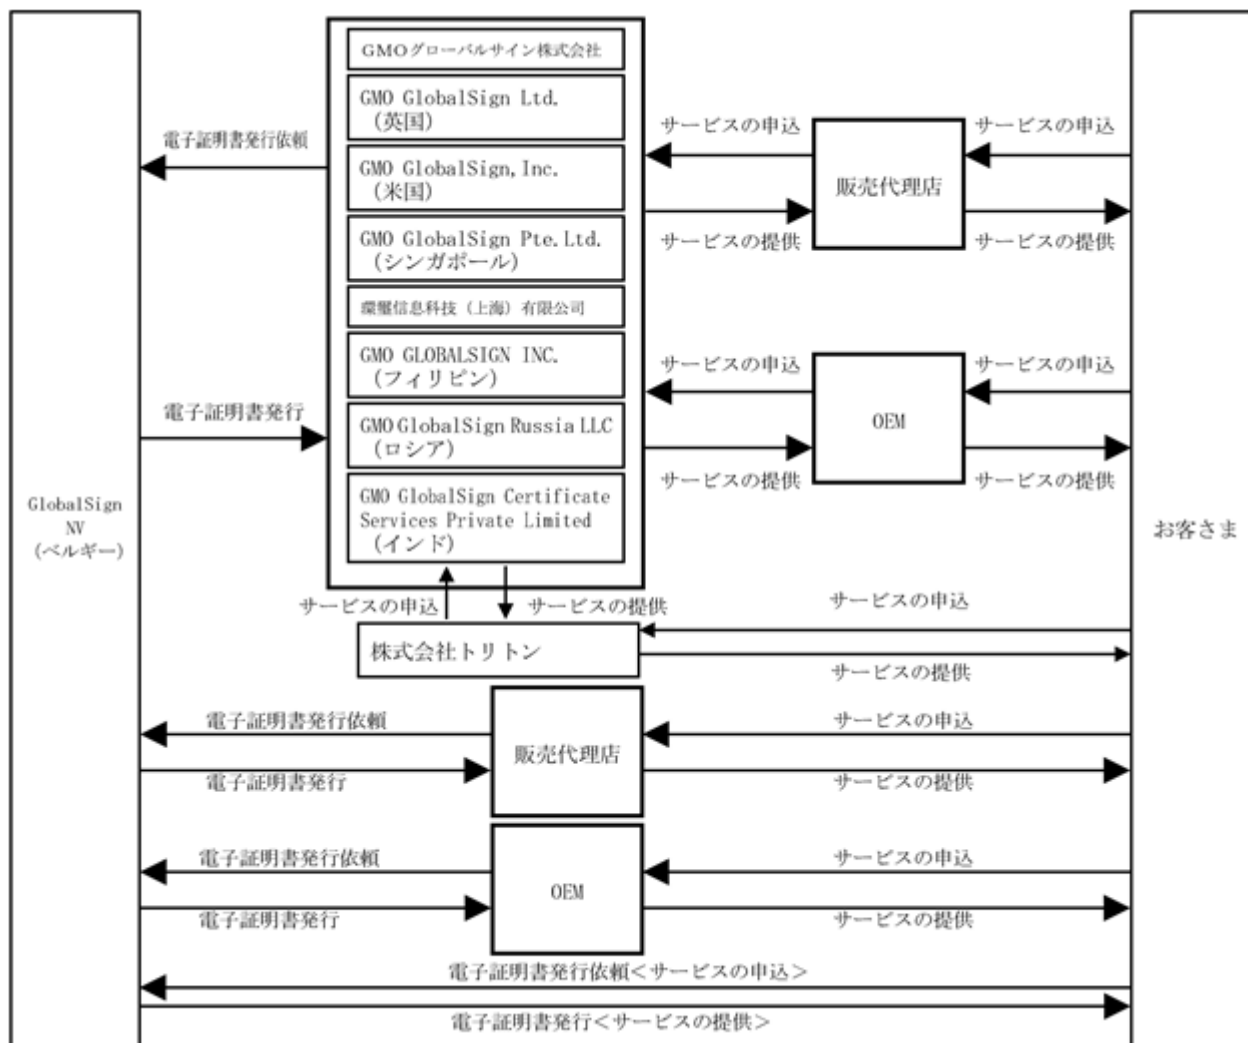 GMOグローバルサイン株式会社
GMO GlobalSign Ltd.
（英国）
GMO GlobalSign,Inc.
（米国）
GMO GlobalSign Pte.Ltd.
（シンガポール）
環璽信息科技（上海）有限公司
GMO GLOBALSIGN INC.
（フィリピン）
GMO GlobalSign Russia LLC
（ロシア）
GMO GlobalSign Certificate
Services Private Limited
（インド）
電子証明書発行依頼
電子証明書発行
GlobalSign
NV
（ベルギー）
サービスの申込
サービスの申込
販売代理店
サービスの提供
サービスの提供
サービスの申込
サービスの申込
OEM
サービスの提供
サービスの提供
お客さま
サービスの申込
サービスの提供
株式会社トリトン
サービスの申込
サービスの提供
電子証明書発行依頼
サービスの申込
販売代理店
電子証明書発行
サービスの提供
電子証明書発行依頼
サービスの申込
OEM
電子証明書発行
サービスの提供
電子証明書発行依頼＜サービスの申込＞
電子証明書発行＜サービスの提供＞